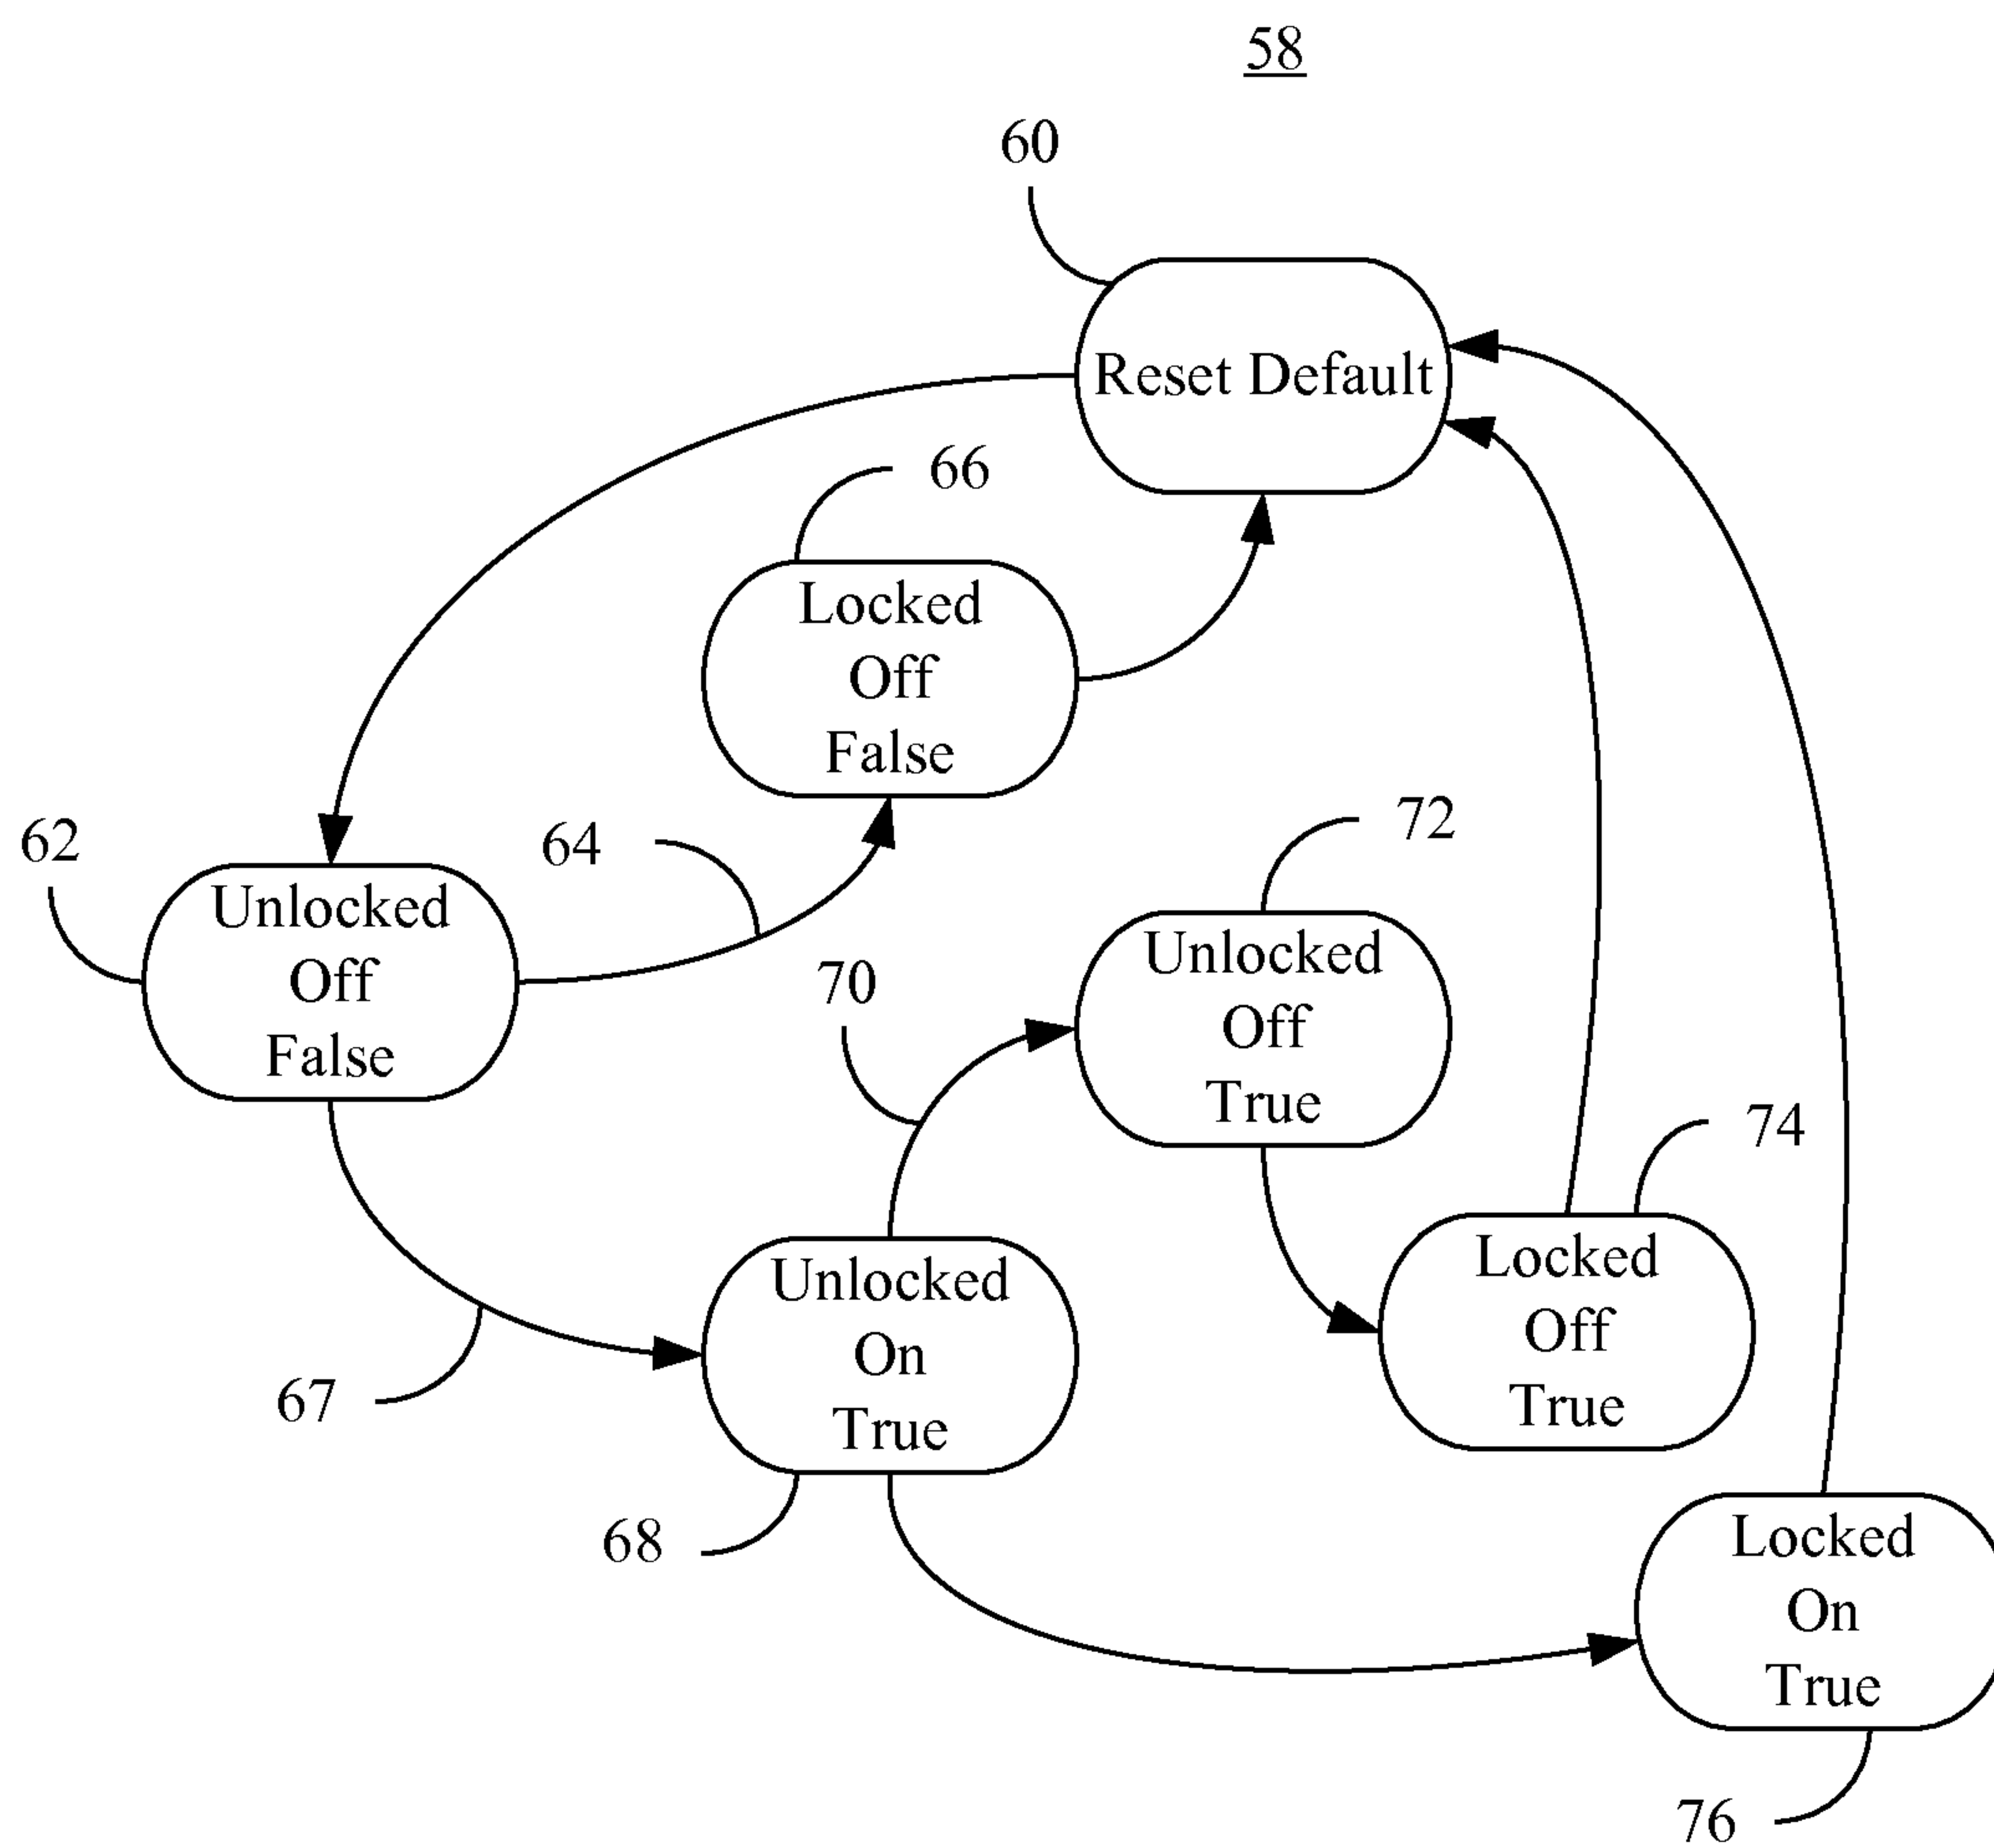 58
60
Reset Default
66
Locked
Off
False
62
64
72
Unlocked
Off
False
70
Unlocked
Off
True
74
67
Unlocked
On
True
Locked
Off
True
68
Locked
On
True
76